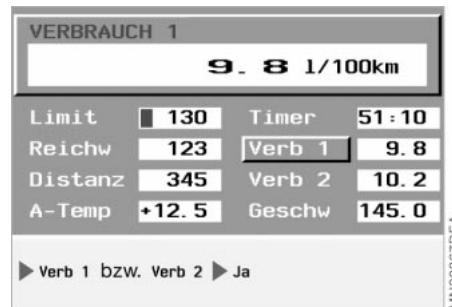 VERBRAUCH 1
9.8 l/100km
Limit 130 Timer 51:10
Reichw 123 Verb 1 9.8
Distanz 345 Verb 2 10.2
A-Temp +12.5 Geschw 145.0
Verb 1 bzw. Verb 2 Ja